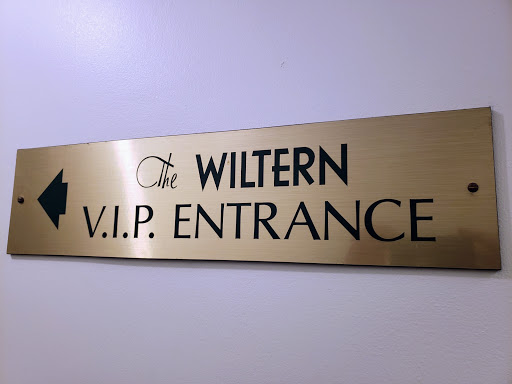 The WILTERN
V.I.P. ENTRANCE